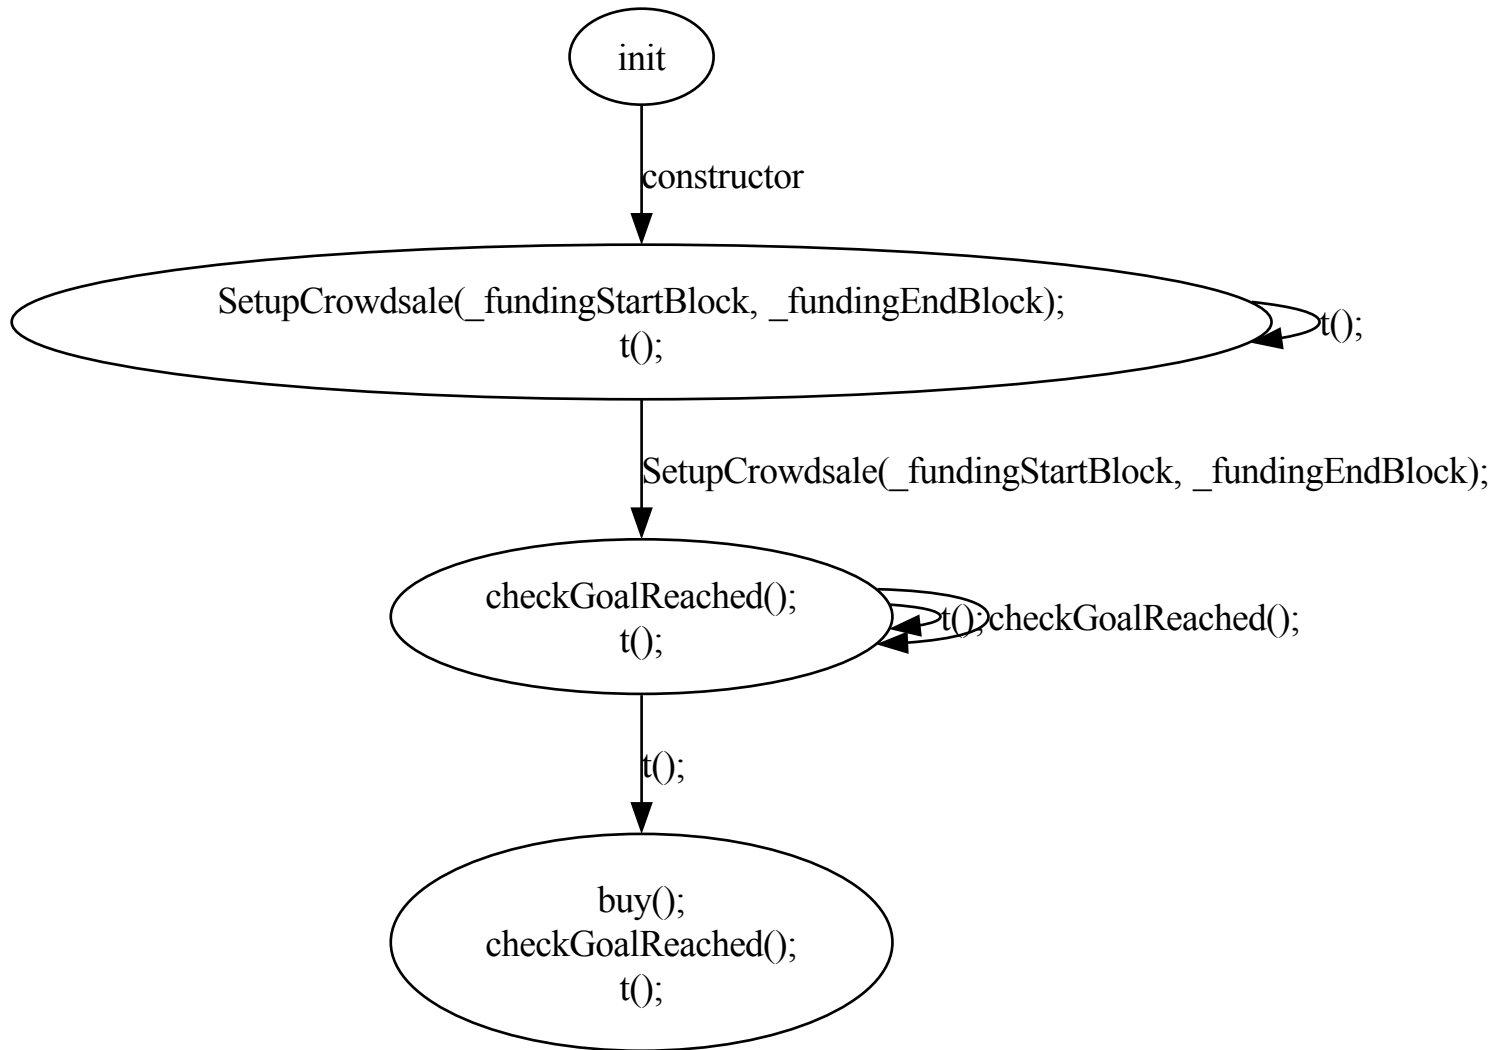 init
constructor
SetupCrowdsale(_fundingStartBlock, _fundingEndBlock);
t();
t();
SetupCrowdsale(_fundingStartBlock, _fundingEndBlock);
checkGoalReached();
t();
t();
checkGoalReached();
t();
buy();
checkGoalReached();
t();